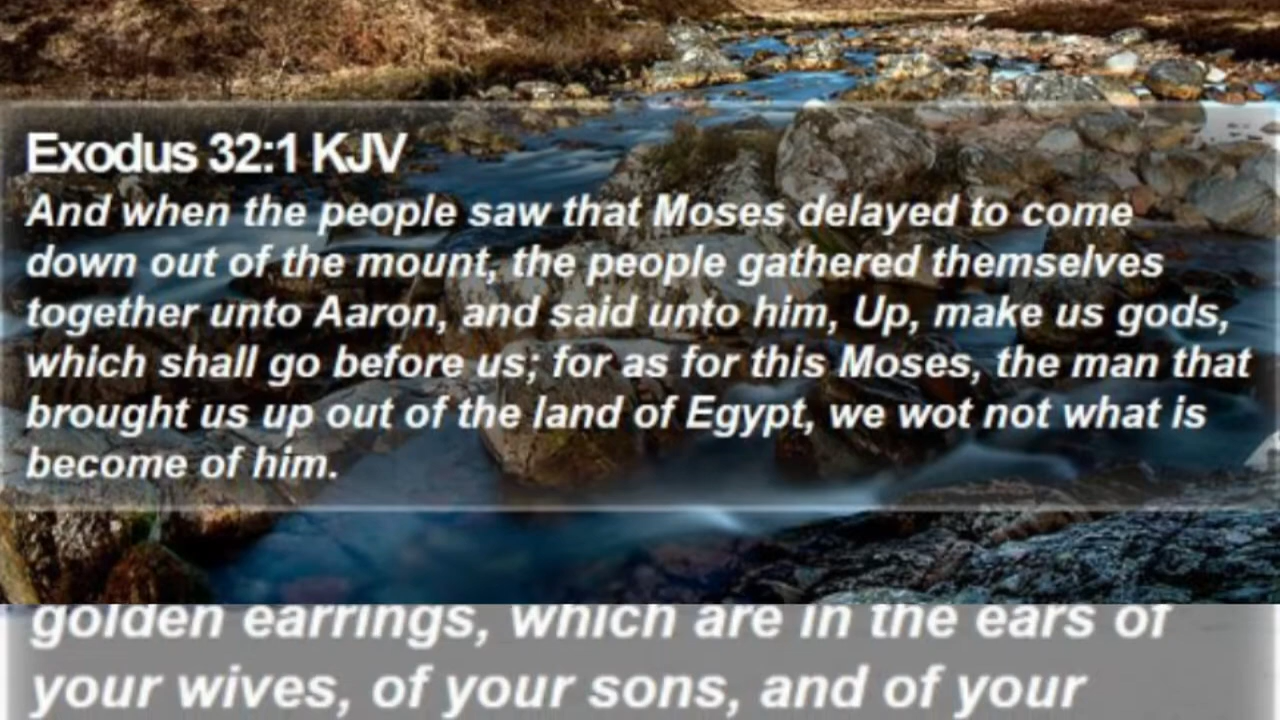 Exodus 32:1 KJV
And when the people saw that Moses delayed to come
down out of the mount, the people gathered themselves
together unto Aaron, and said unto him, Up, make us gods,
which shall go before us; for as for this Moses, the man that
brought us up out of the land of Egypt, we wot not what is
become of him.
golden earrings, which are in the ears of
your wives, of your sons, and of your